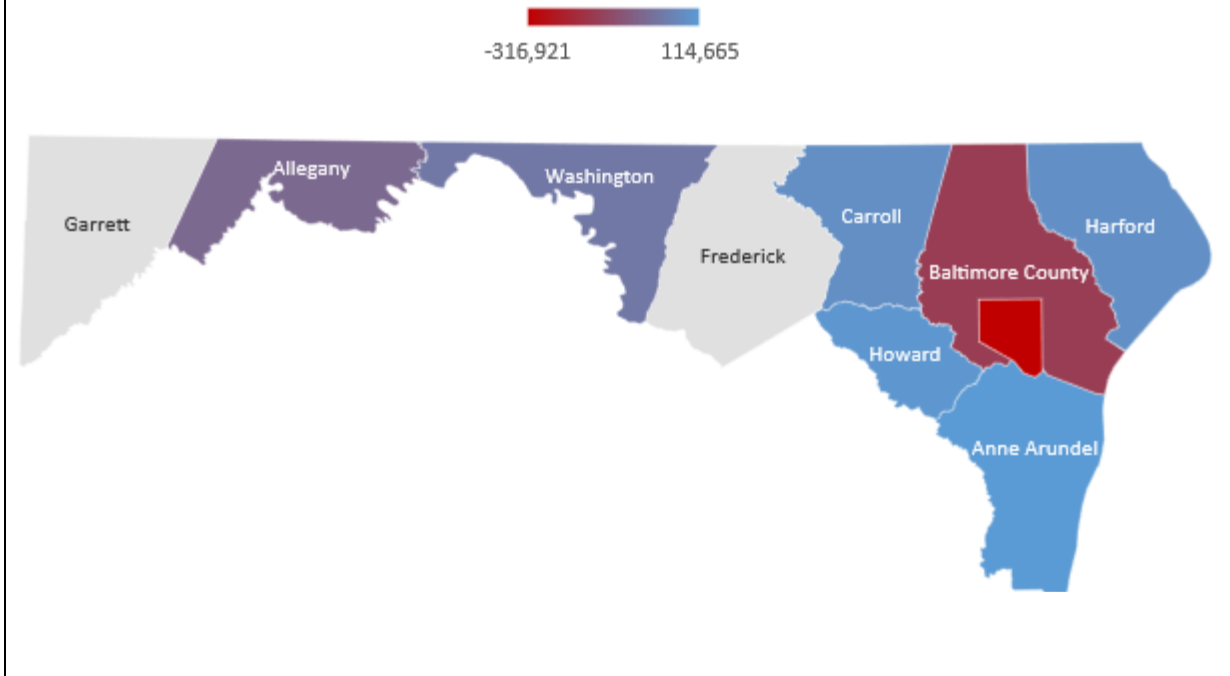 -316,921 114,665
Allegany
Washington
Garrett
Carroll
Harford
Frederick
Baltimore County
Howard
Anne Arundel